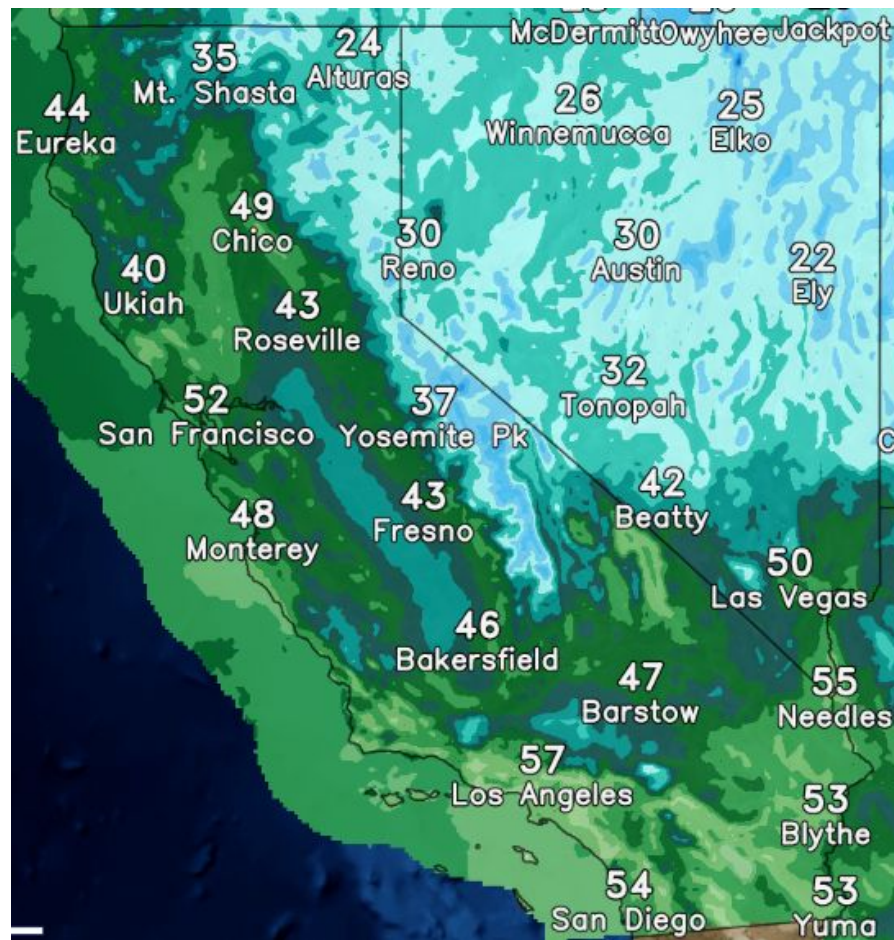 McDermitt Owyhee Jackpot
24
Alturas
35
Mt. Shasta
26
Winnemucca
25
Elko
44
Eureka
49
Chico
30
Reno
30
Austin
22
Ely
40
Ukiah
43
Roseville
32
Tonopah
52
San Francisco
37
Yosemite Pk
42
Beatty
43
Fresno
48
Monterey
50
Las Vegas
46
Bakersfield
47
Barstow
55
Needles
57
Los Angeles
53
Blythe
54
San Diego
53
Yuma